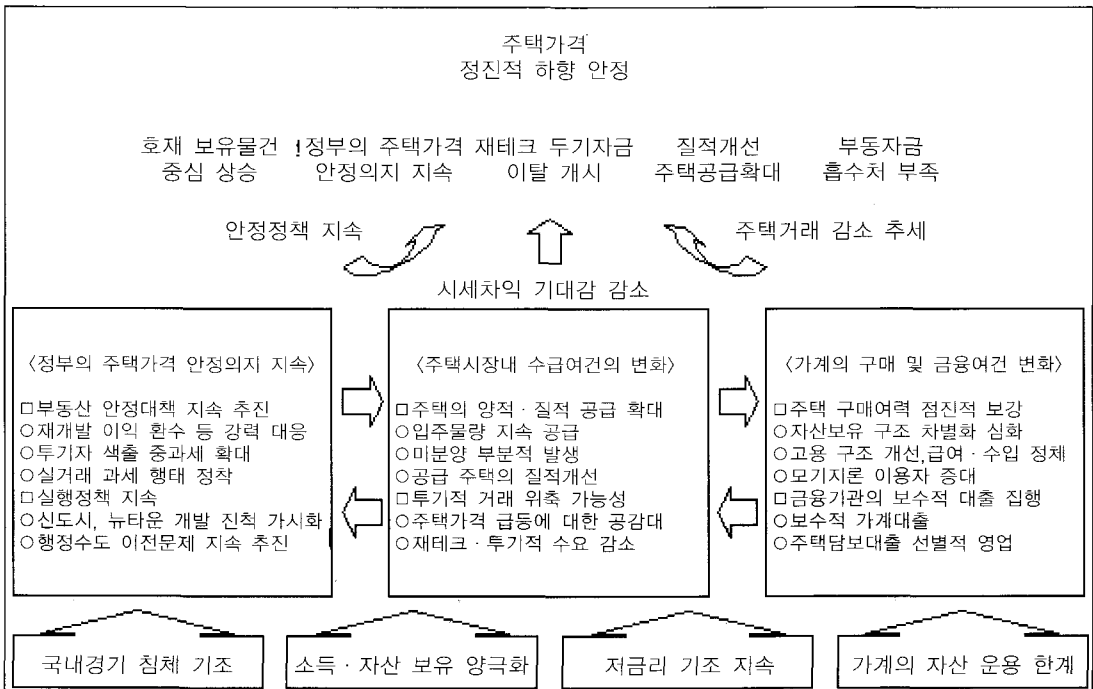 주택가격
정진적 하향 안정
호재 보유물건 !정부의 주택가격 재테크 두기자금 질적개선 부동자금
중심 상승 안정의지 지속 이탈 개시 주택공급확대 흡수처 부족
안정정책 지속 주택거래 감소 추세
시세차익 기대감 감소
〈정부의 주택가격 안정의지 지속〉
□부동산 안정대책 지속 추진
○재개발 이익 환수 등 강력 대응
○투기자 색출 중과세 확대
○실거래 과세 행태 정착
□실행정책 지속
○신도시, 뉴타운 개발 진척 가시화
○행정수도 이전문제 지속 추진
〈주택시장내 수급여건의 변화〉
□주택의 양적·질적 공급 확대
○입주물량 지속 공급
○미분양 부분적 발생
○공급 주택의 질적개선
□투기적 거래 위축 가능성
○주택가격 급등에 대한 공감대
○재테크·투기적 수요 감소
〈가계의 구매 및 금융여건 변화〉
□주택 구매여력 점진적 보강
○자산보유 구조 차별화 심화
○고용 구조 개선,급여·수입 정체
○모기지론 이용자 증대
□금융기관의 보수적 대출 집행
○보수적 가계대출
○주택담보대출 선별적 영업
국내경기 침체 기조
소득·자산 보유 양극화
저금리 기조 지속
가계의 자산 운용 한계